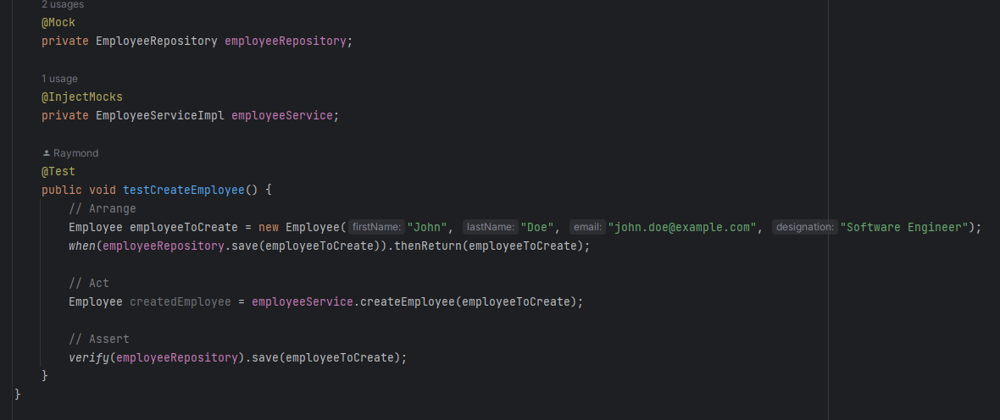 2 usages
@Mock
private EmployeeRepository employeeRepository;
1 usage
@InjectMocks
private EmployeeServiceImpl employeeService;
Raymond
@Test
public void testCreateEmployee() {
// Arrange
Employee employeeToCreate = new Employee( firstName: "John", lastName: "Doe", email: "john.doe@example.com", designation: "Software Engineer");
when(employeeRepository.save(employeeToCreate)).thenReturn(employeeToCreate);
// Act
Employee createdEmployee = employeeService.createEmployee(employeeToCreate);
// Assert
verify(employeeRepository).save(employeeToCreate);
}
}